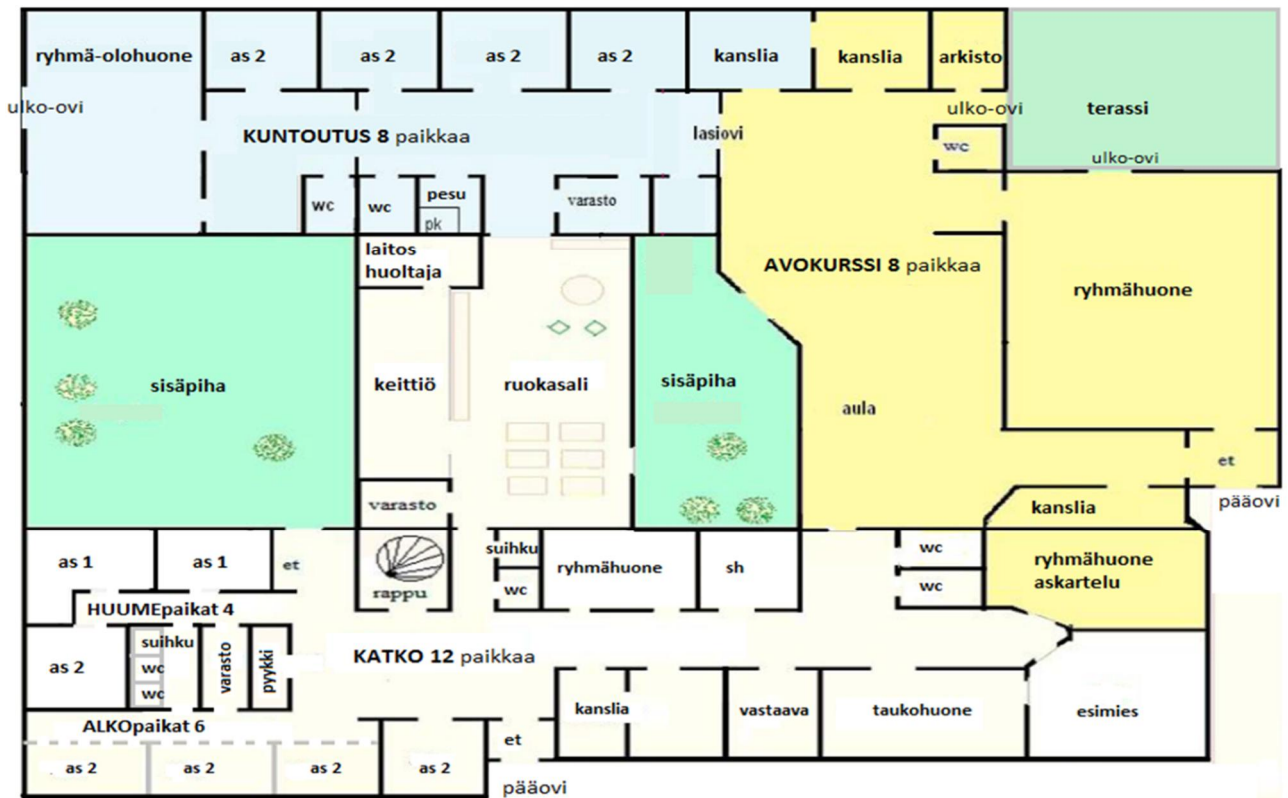 ryhmä-olohuone
as 2
as 2
as 2
as 2
kanslia
kanslia
arkisto
ulko-ovi
ulko-ovi
terassi
KUNTOUTUS 8 paikkaa
lasiovi
wc
ulko-ovi
wc
wc
pesu
pk
varasto
laitos
huoltaja
AVOKURSSI 8 paikkaa
ryhmähuone
sisäpiha
keittiö
ruokasali
sisäpiha
aula
et
varasto
kanslia
pääovi
as 1
as 1
et
rappu
suihku
wc
ryhmähuone
sh
wc
wc
ryhmähuone
askartelu
HUUMEpaikat 4
as 2
suihku
wc
wc
varasto
pyykki
KATKO 12 paikkaa
ALKOpaikat 6
kanslia
vastaava
taukohuone
esimies
et
as 2
as 2
as 2
as 2
pääovi